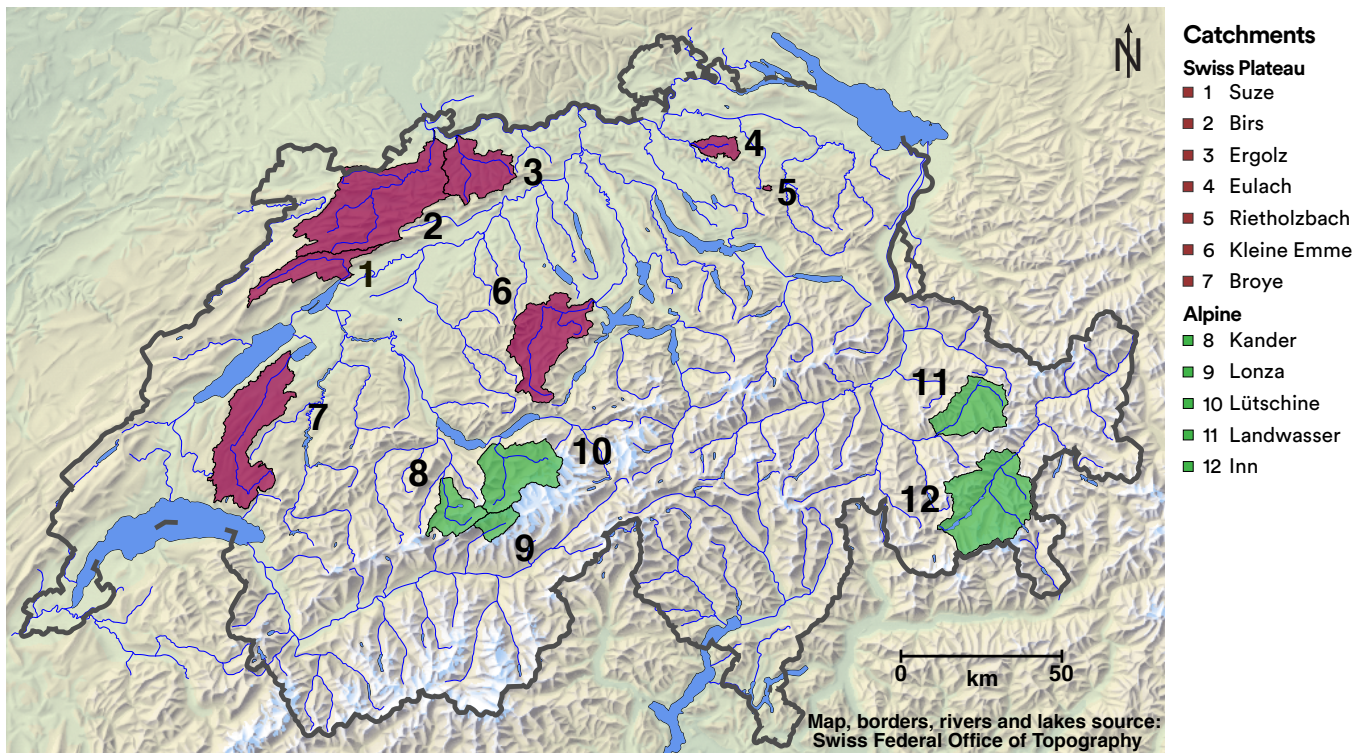 N
4
3
5
2
1
6
11
7
10
8
12
9
0
50
km
Map, borders, rivers and lakes source:
Swiss Federal Office of Topography
Catchments
Swiss Plateau
1 Suze
2 Birs
3 Ergolz
4 Eulach
5 Rietholzbach
6 Kleine Emme
7 Broye
Alpine
8 Kander
9 Lonza
10 Lütschine
11 Landwasser
12 Inn